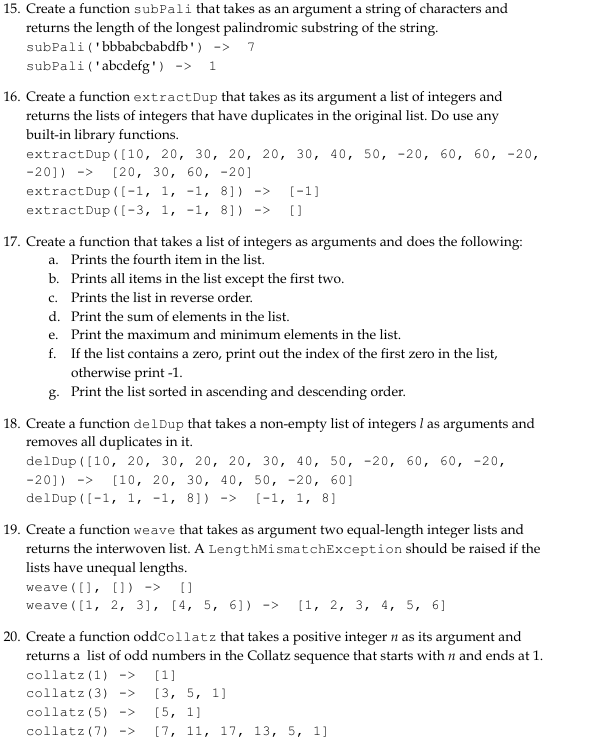 15. Create a function subPali that takes as an argument a string of characters and
returns the length of the longest palindromic substring of the string.
subPali('bbbabcbabdfb') -> 7
subPali('abcdefg') -> 1
16. Create a function extractDup that takes as its argument a list of integers and
returns the lists of integers that have duplicates in the original list. Do use any
built-in library functions.
extractDup([10, 20, 30, 20, 20, 30, 40, 50, -20, 60, 60, -20,
-20]) -> [20, 30, 60, -20]
extractDup([-1, 1, -1, 8]) -> [-1]
extractDup([-3, 1, -1, 8]) -> []
17. Create a function that takes a list of integers as arguments and does the following:
a. Prints the fourth item in the list.
b. Prints all items in the list except the first two.
c. Prints the list in reverse order.
d. Print the sum of elements in the list.
e. Print the maximum and minimum elements in the list.
f. If the list contains a zero, print out the index of the first zero in the list,
otherwise print -1.
g. Print the list sorted in ascending and descending order.
18. Create a function delDup that takes a non-empty list of integers l as arguments and
removes all duplicates in it.
delDup([10, 20, 30, 20, 20, 30, 40, 50, -20, 60, 60, -20,
-20]) -> [10, 20, 30, 40, 50, -20, 60]
delDup([-1, 1, -1, 8]) -> [-1, 1, 8]
19. Create a function weave that takes as argument two equal-length integer lists and
returns the interwoven list. A LengthMismatchException should be raised if the
lists have unequal lengths.
weave([], []) -> []
weave([1, 2, 3], [4, 5, 6]) -> [1, 2, 3, 4, 5, 6]
20. Create a function oddCollatz that takes a positive integer n as its argument and
returns a list of odd numbers in the Collatz sequence that starts with n and ends at 1.
collatz(1) -> [1]
collatz(3) -> [3, 5, 1]
collatz(5) -> [5, 1]
collatz(7) -> [7, 11, 17, 13, 5, 1]